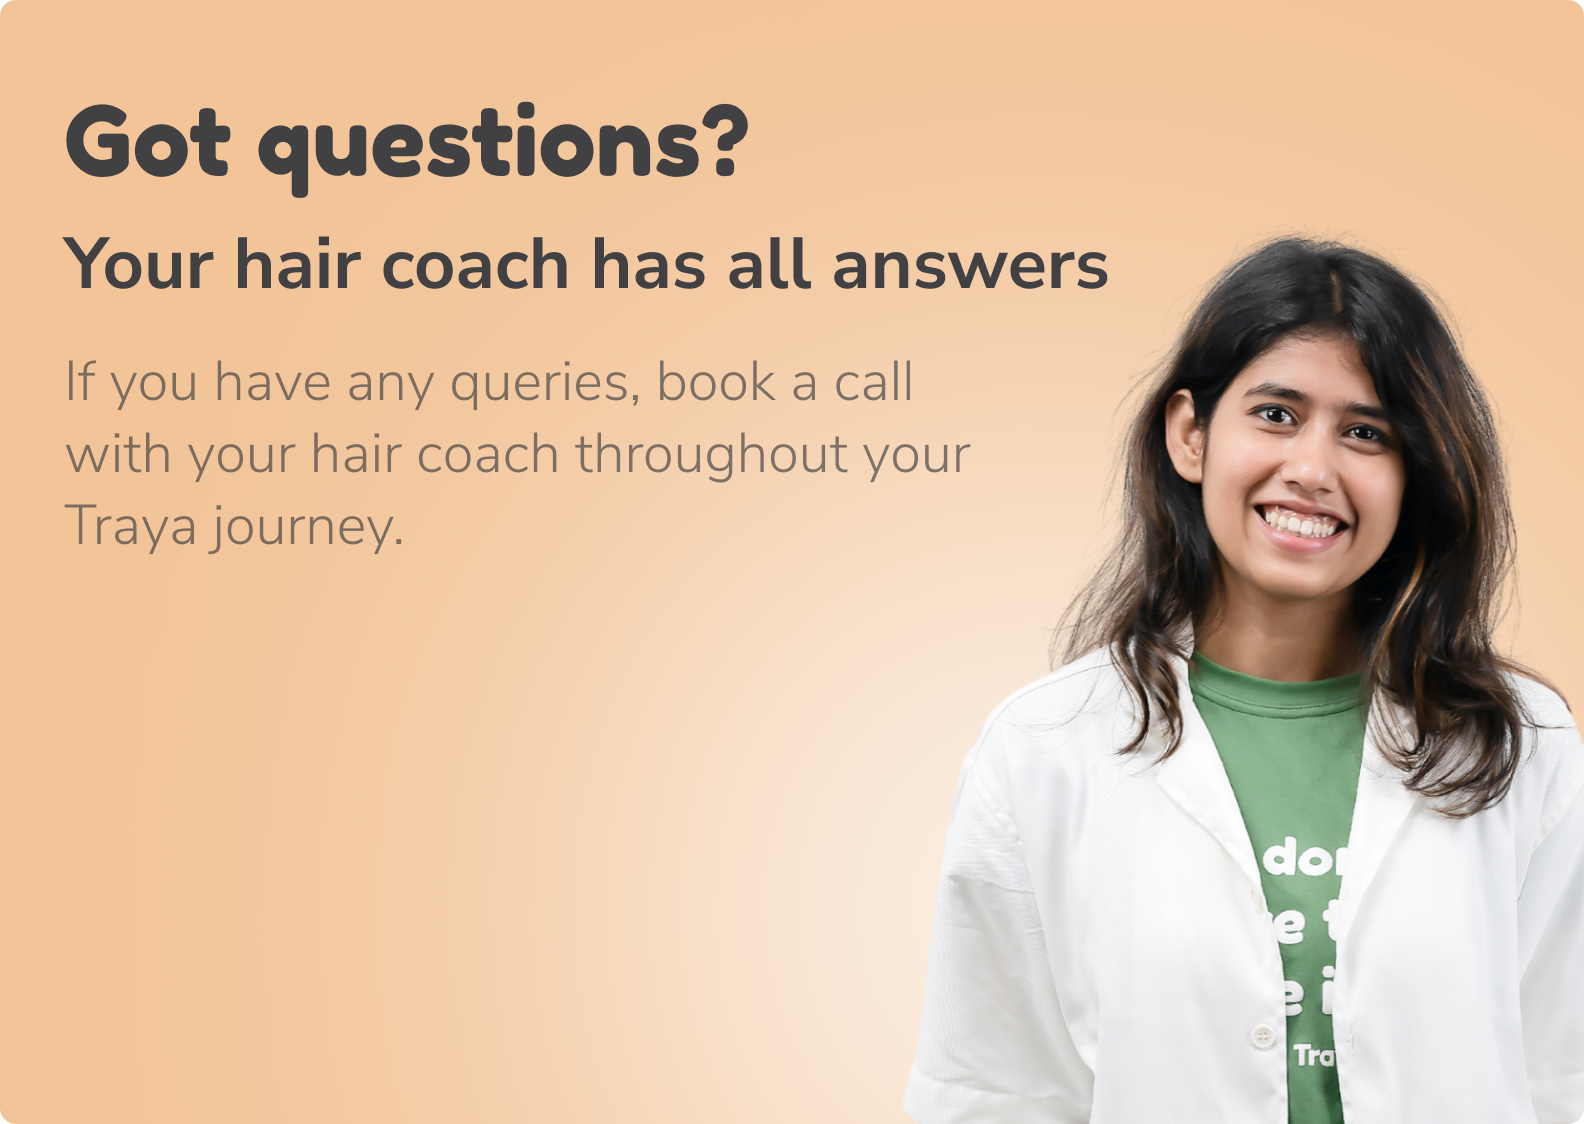 Got questions?
Your hair coach has all answers
If you have any queries, book a call
with your hair coach throughout your
Traya journey.